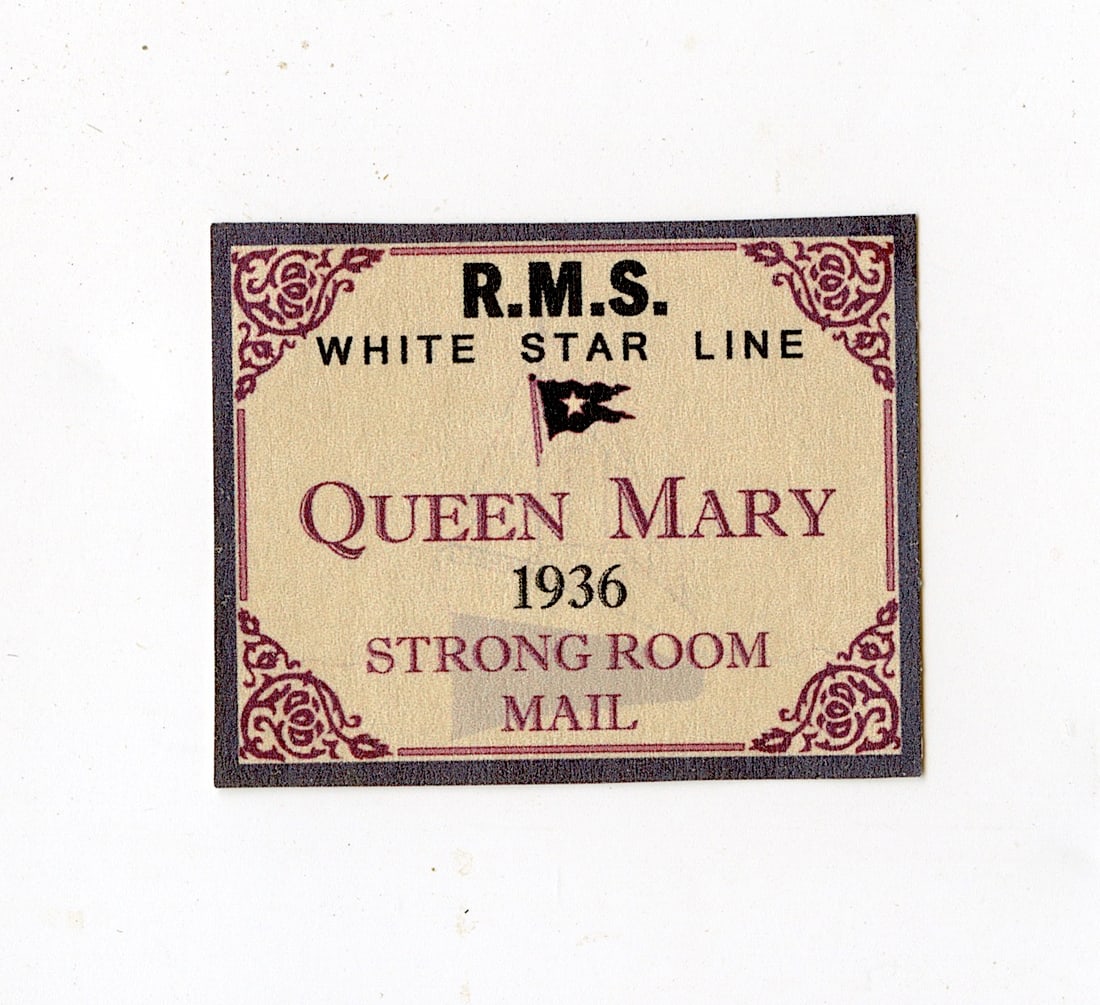 R.M.S.
WHITE STAR LINE
QUEEN MARY
1936
STRONG ROOM
MAIL